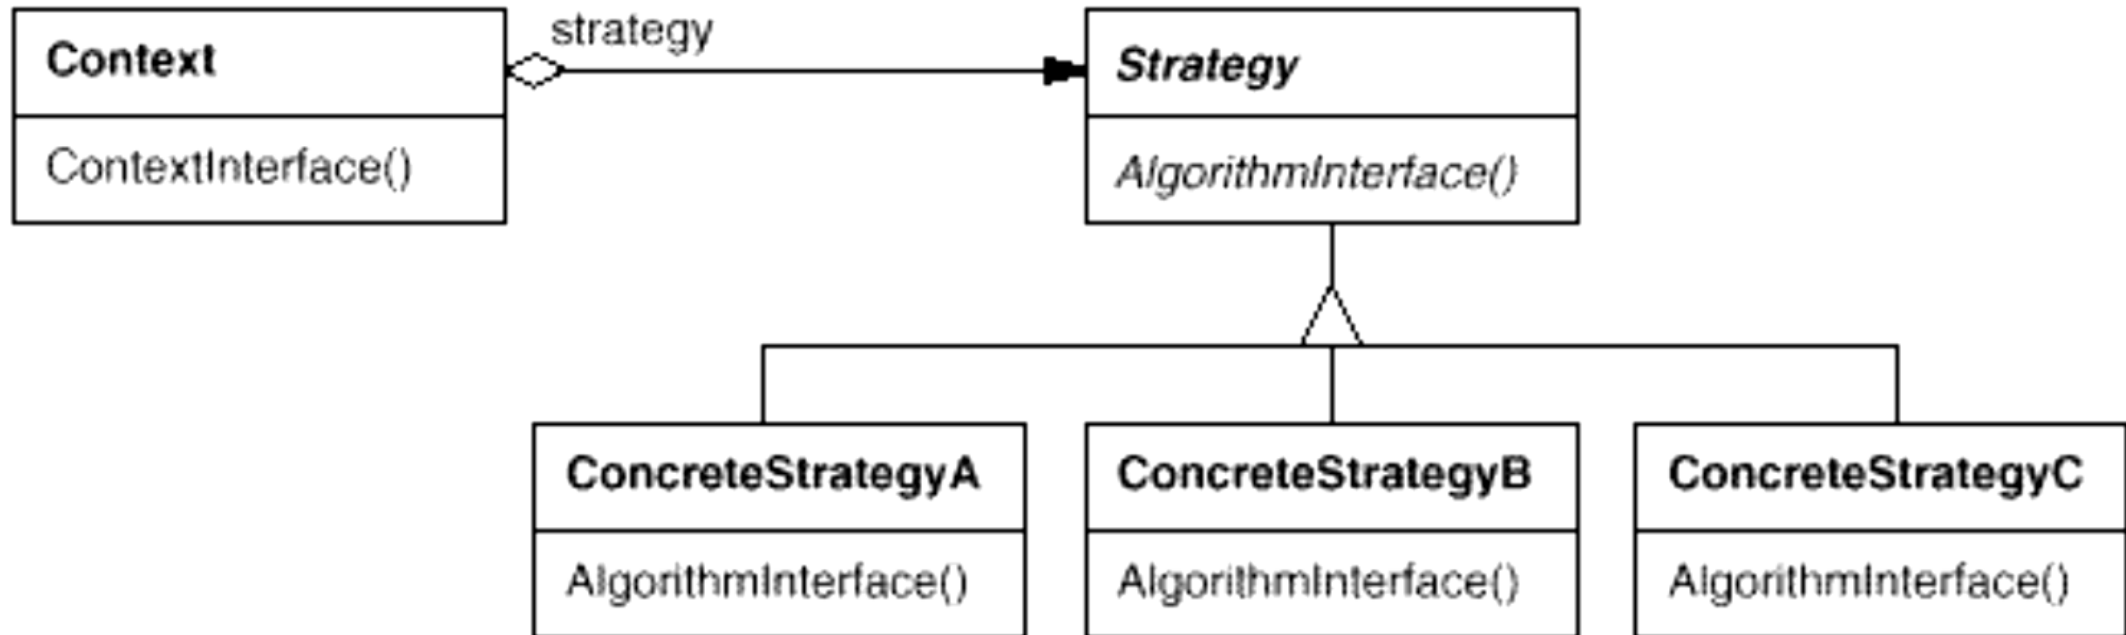 strategy
Context
Strategy
ContextInterface()
AlgorithmInterface()
ConcreteStrategyA
ConcreteStrategyB
ConcreteStrategyC
AlgorithmInterface()
AlgorithmInterface()
AlgorithmInterface()